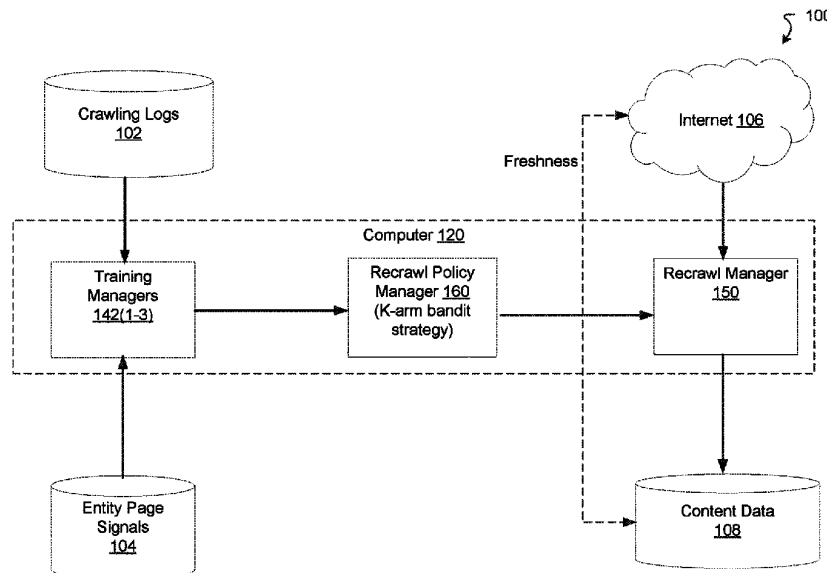 100
Crawling Logs
102
Internet 106
Freshness
Computer 120
Training
Managers
142(1-3)
Recrawl Policy
Manager 160
(K-arm bandit
strategy)
Recrawl Manager
150
Entity Page
Signals
104
Content Data
108